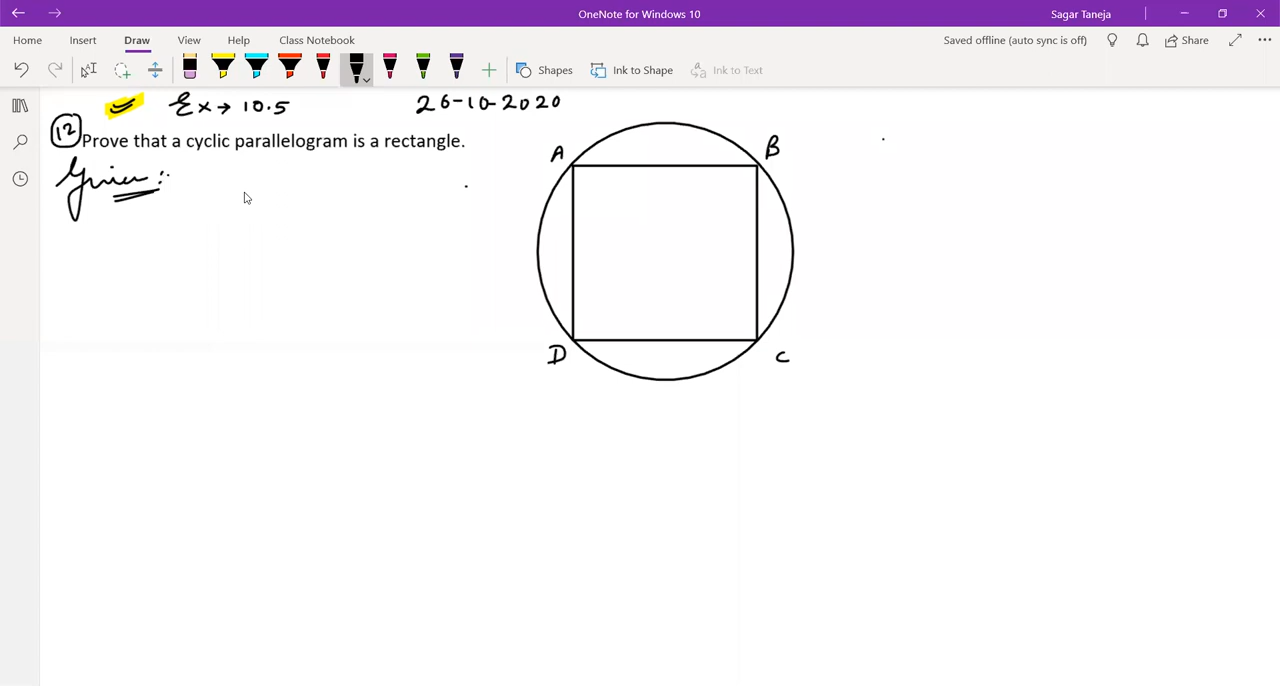 OneNote for Windows 10
Sagar Taneja
Home Insert Draw View Help Class Notebook
Saved offline (auto sync is off) Share
Shapes Ink to Shape Ink to Text
Ex → 10.5 26-10-2020
12 Prove that a cyclic parallelogram is a rectangle.
Given :
A B
D C